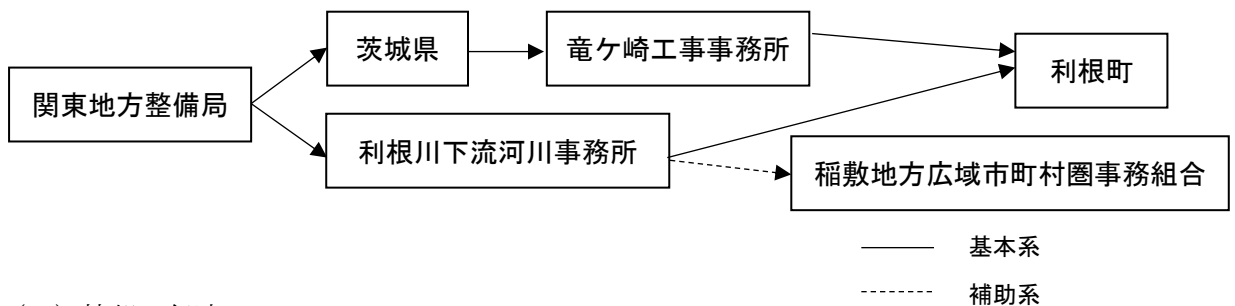 茨城県
竜ケ崎工事事務所
利根町
関東地方整備局
利根川下流河川事務所
稲敷地方広域市町村圏事務組合
基本系
補助系